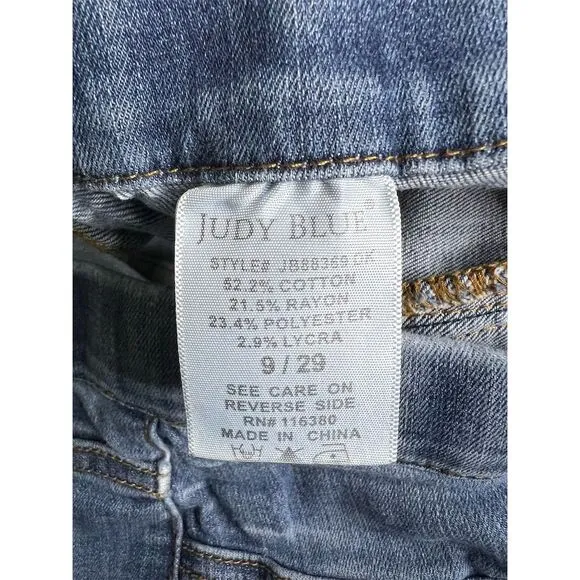 JUDY BLUE®
STYLE# JB88369 DK
52.2% COTTON
21.5% RAYON
23.4% POLYESTER
2.9% LYCRA
9 / 29
SEE CARE ON
REVERSE SIDE
RN# 116380
MADE IN CHINA